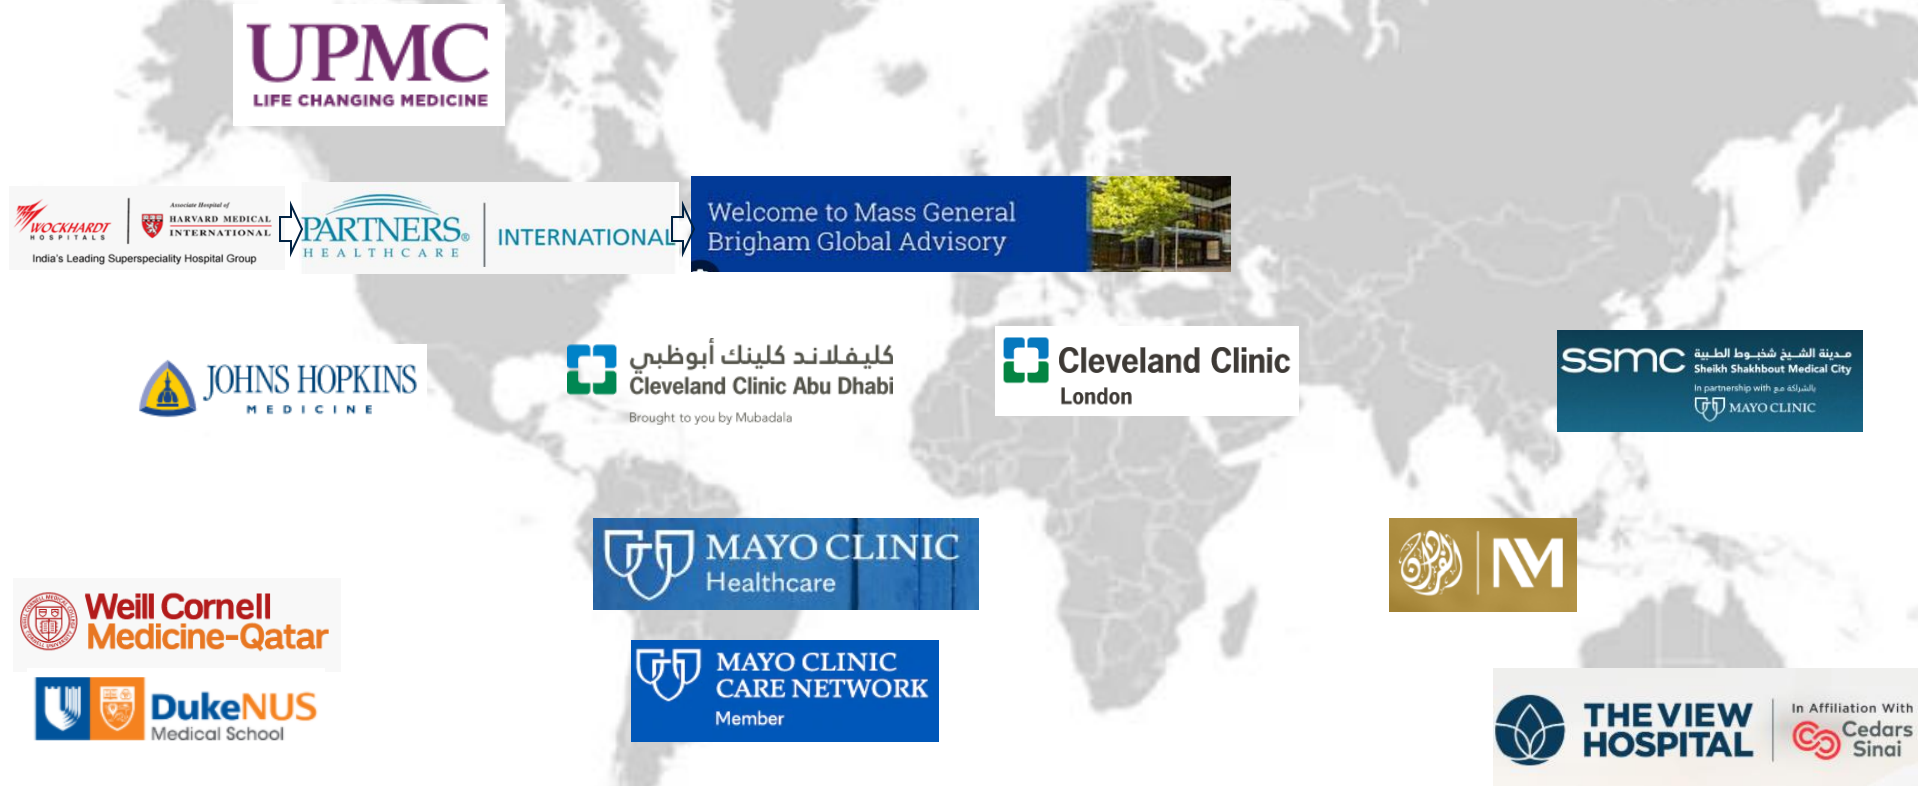 UPMC
LIFE CHANGING MEDICINE
WOCKHARDT
HOSPITALS
Associate Hospital of
HARVARD MEDICAL
INTERNATIONAL
India's Leading Superspeciality Hospital Group
PARTNERS®
HEALTHCARE
INTERNATIONAL
Welcome to Mass General
Brigham Global Advisory
JOHNS HOPKINS
MEDICINE
كليفلاند كلينك أبوظبي
Cleveland Clinic Abu Dhabi
Brought to you by Mubadala
Cleveland Clinic
London
SSMC
مدينة الشيخ شخبوط الطبية
Sheikh Shakhbout Medical City
In partnership with بالشراكة مع
MAYO CLINIC
MAYO CLINIC
Healthcare
NM
Weill Cornell
Medicine-Qatar
DukeNUS
Medical School
MAYO CLINIC
CARE NETWORK
Member
THE VIEW
HOSPITAL
In Affiliation With
Cedars
Sinai